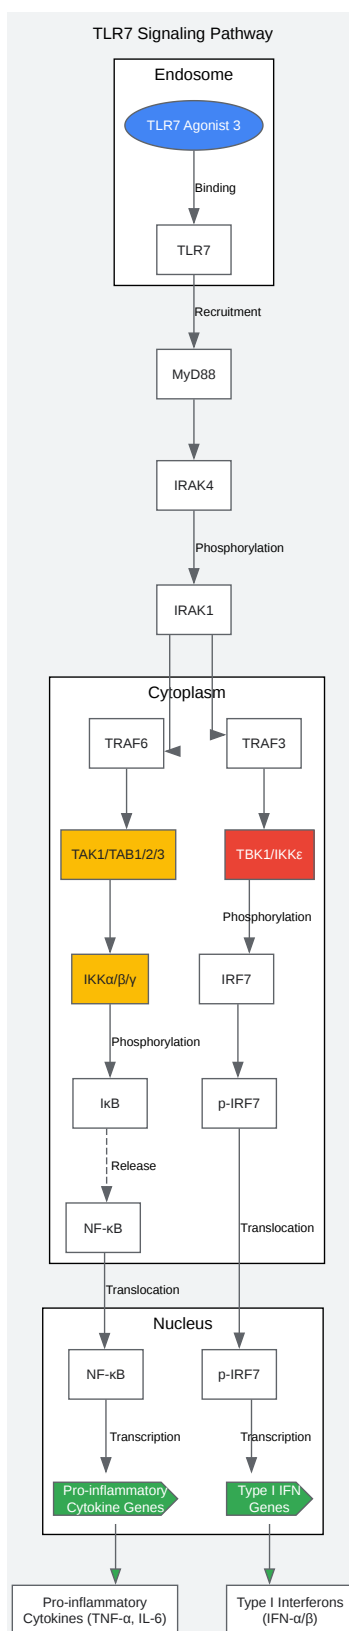 TLR7 Signaling Pathway
Endosome
TLR7 Agonist 3
Binding
TLR7
Recruitment
MyD88
IRAK4
Phosphorylation
IRAK1
Cytoplasm
TRAF6
TRAF3
TAK1/TAB1/2/3
TBK1/IKKε
Phosphorylation
IKKα/β/γ
IRF7
Phosphorylation
IκB
p-IRF7
Release
NF-κB
Translocation
Translocation
Nucleus
NF-κB
p-IRF7
Transcription
Transcription
Pro-inflammatory
Cytokine Genes
Type I IFN
Genes
Pro-inflammatory
Cytokines (TNF-α, IL-6)
Type I Interferons
(IFN-α/β)